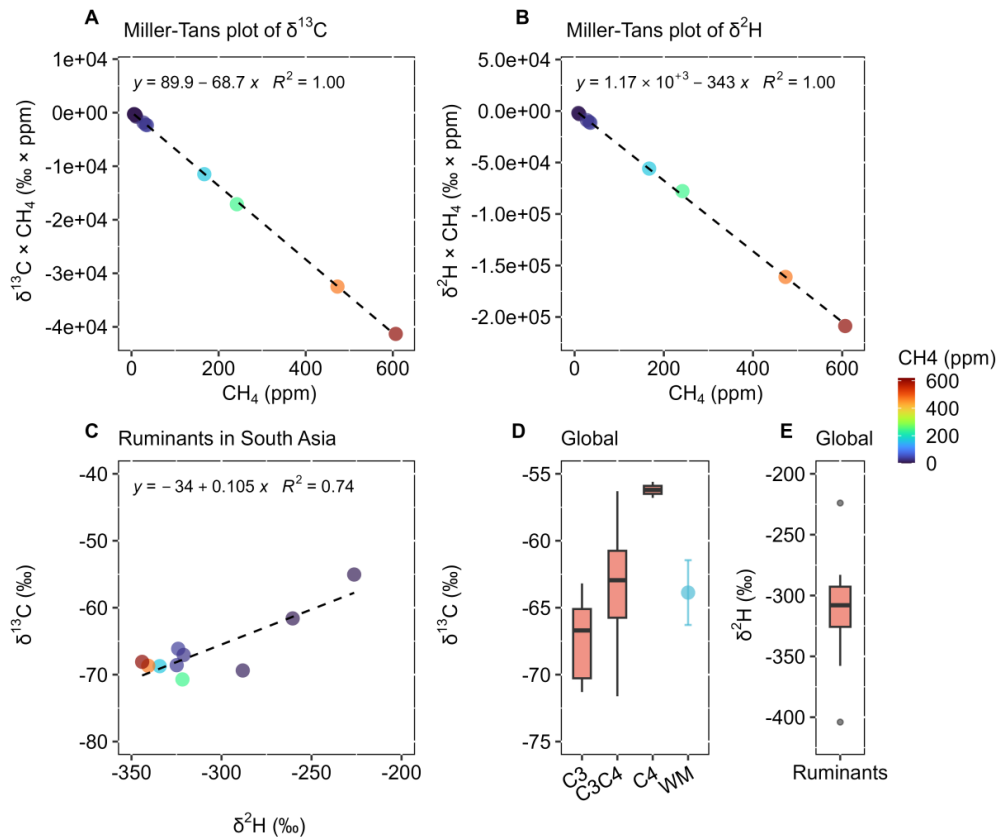 A
Miller-Tans plot of δ¹³C
y = 89.9 − 68.7 x R² = 1.00
1e+04
0e+00
-1e+04
-2e+04
-3e+04
-4e+04
δ¹³C × CH₄ (‰ × ppm)
0 200 400 600
CH₄ (ppm)
B
Miller-Tans plot of δ²H
y = 1.17 × 10⁺³ − 343 x R² = 1.00
5.0e+04
0.0e+00
-5.0e+04
-1.0e+05
-1.5e+05
-2.0e+05
δ²H × CH₄ (‰ × ppm)
0 200 400 600
CH₄ (ppm)
CH4 (ppm)
600
400
200
0
C
Ruminants in South Asia
y = − 34 + 0.105 x R² = 0.74
-40
-50
-60
-70
-80
δ¹³C (‰)
-350 -300 -250 -200
δ²H (‰)
D
Global
-55
-60
-65
-70
-75
δ¹³C (‰)
C3 C3C4 C4 WM
E
Global
-200
-250
-300
-350
-400
δ²H (‰)
Ruminants